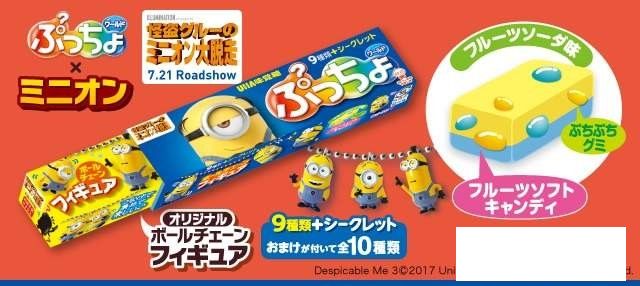 ぷ?っちょ
ワールド
×
ミニオン
ILLUMINATION
怪盗グルーの
ミニオン大脱走
7.21 Roadshow
9種類+シークレット
UHA味覚糖
ぷ?っちょ
ワールド
ボールチェーン
フィギュア
オリジナル
ボールチェーン
フィギュア
9種類+シークレット
おまけが付いて全10種類
フルーツソーダ味
ぷちぷち
グミ
フルーツソフト
キャンディ
Despicable Me 3©2017 Uni
d.